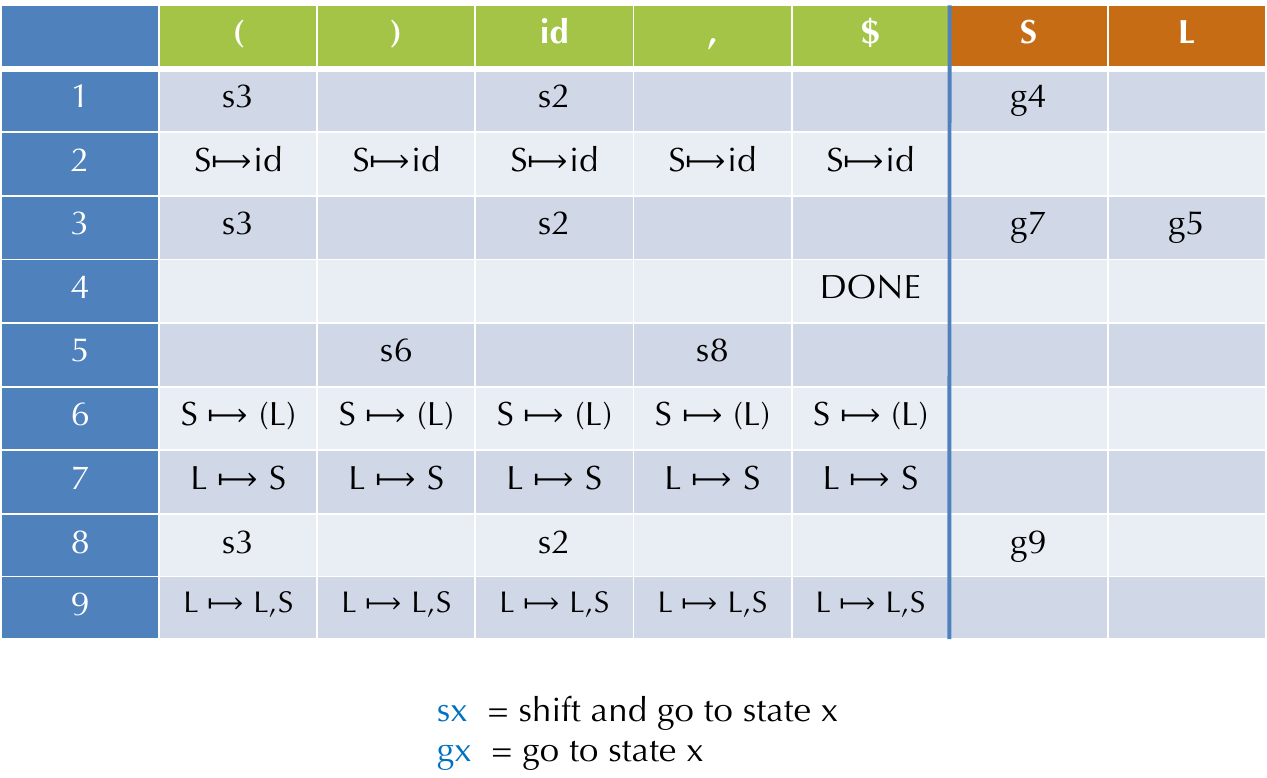 ( ) id , $ S L
1 s3 s2 g4
2 S⟼id S⟼id S⟼id S⟼id S⟼id
3 s3 s2 g7 g5
4 DONE
5 s6 s8
6 S ⟼ (L) S ⟼ (L) S ⟼ (L) S ⟼ (L) S ⟼ (L)
7 L ⟼ S L ⟼ S L ⟼ S L ⟼ S L ⟼ S
8 s3 s2 g9
9 L ⟼ L,S L ⟼ L,S L ⟼ L,S L ⟼ L,S L ⟼ L,S
sx = shift and go to state x
gx = go to state x